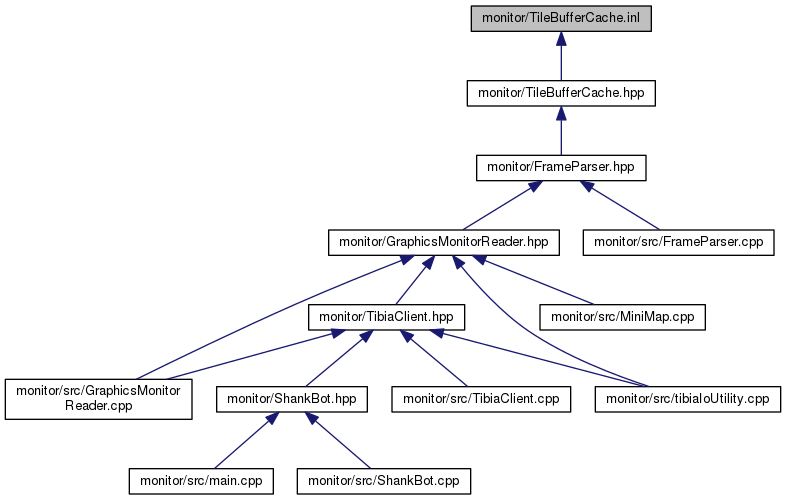 monitor/TileBufferCache.inl
monitor/TileBufferCache.hpp
monitor/FrameParser.hpp
monitor/GraphicsMonitorReader.hpp
monitor/src/FrameParser.cpp
monitor/TibiaClient.hpp
monitor/src/MiniMap.cpp
monitor/src/GraphicsMonitor
Reader.cpp
monitor/ShankBot.hpp
monitor/src/TibiaClient.cpp
monitor/src/tibiaIoUtility.cpp
monitor/src/main.cpp
monitor/src/ShankBot.cpp